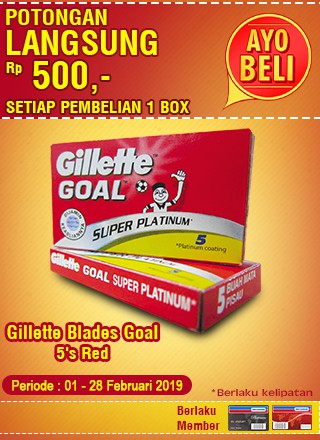 POTONGAN
LANGSUNG
Rp 500,-
SETIAP PEMBELIAN 1 BOX
AYO
BELI
Gillette®
GOAL
SUPER PLATINUM*
5
*Platinum coating
Gillette GOAL SUPER PLATINUM*
5 BUAH MATA
PISAU
Gillette Blades Goal
5's Red
Periode : 01 - 28 Februari 2019
*Berlaku kelipatan
Berlaku
Member